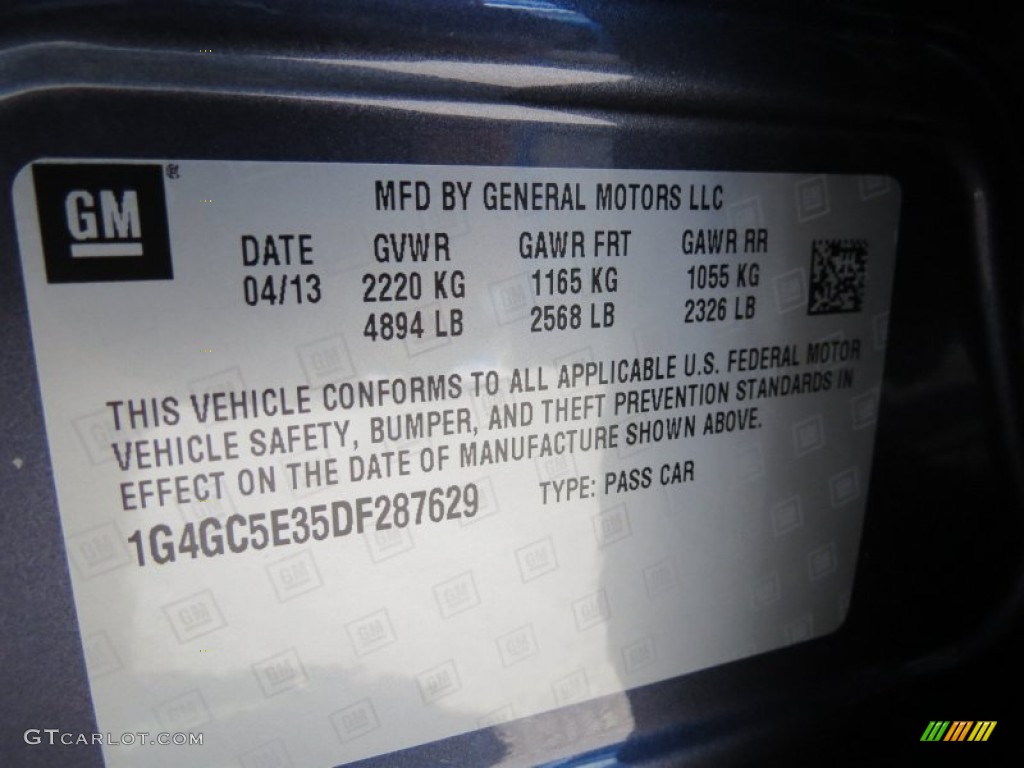 GM®
MFD BY GENERAL MOTORS LLC
DATE GVWR GAWR FRT GAWR RR
04/13 2220 KG 1165 KG 1055 KG
4894 LB 2568 LB 2326 LB
THIS VEHICLE CONFORMS TO ALL APPLICABLE U.S. FEDERAL MOTOR
VEHICLE SAFETY, BUMPER, AND THEFT PREVENTION STANDARDS IN
EFFECT ON THE DATE OF MANUFACTURE SHOWN ABOVE.
1G4GC5E35DF287629 TYPE: PASS CAR
GTCARLOT.COM